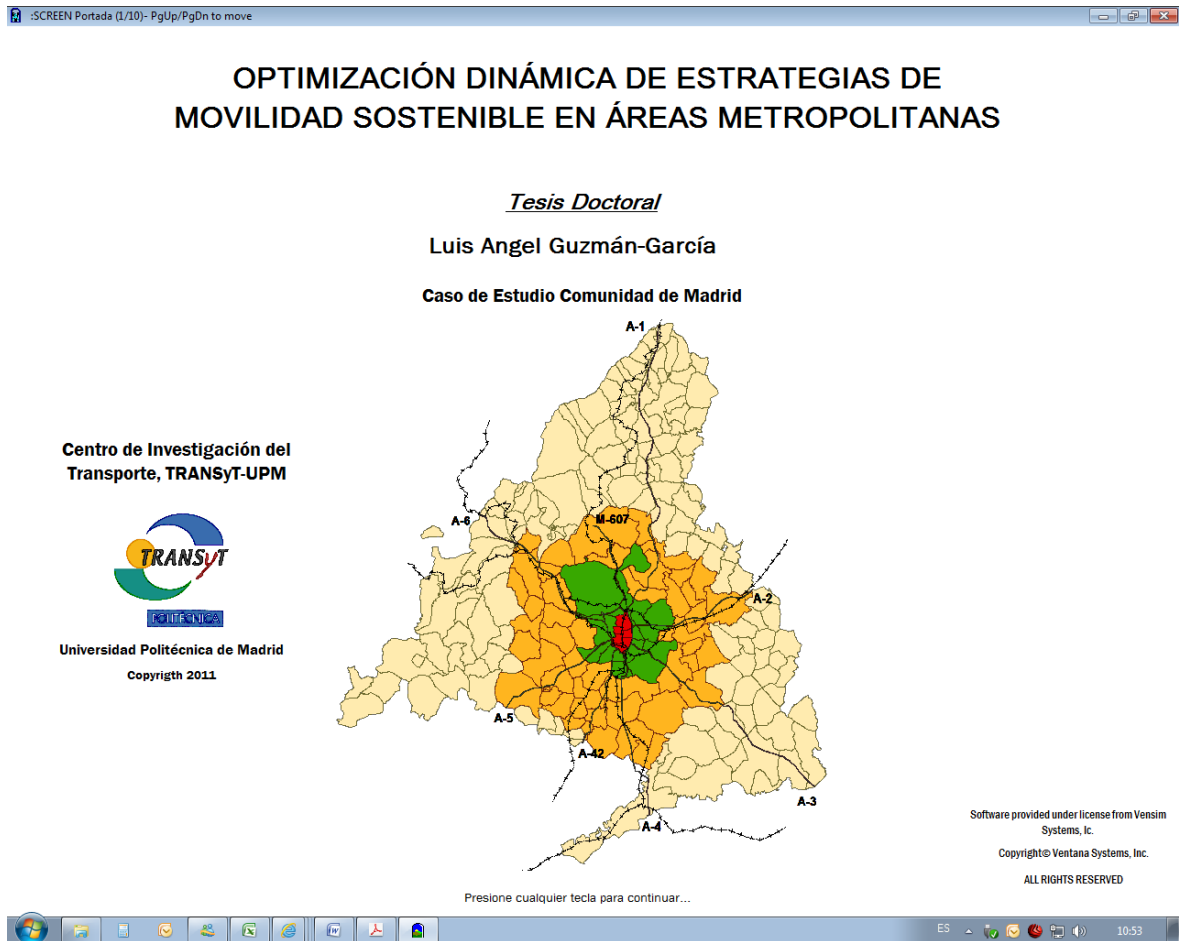 :SCREEN Portada (1/10)- PgUp/PgDn to move
OPTIMIZACIÓN DINÁMICA DE ESTRATEGIAS DE
MOVILIDAD SOSTENIBLE EN ÁREAS METROPOLITANAS
Tesis Doctoral
Luis Angel Guzmán-García
Caso de Estudio Comunidad de Madrid
A-1
Centro de Investigación del
Transporte, TRANSyT-UPM
A-6
M-607
TRANSyT
A-2
POLITÉCNICA
Universidad Politécnica de Madrid
Copyrigth 2011
A-5
A-42
A-3
A-4
Software provided under license from Vensim
Systems, Ic.
Copyright© Ventana Systems, Inc.
ALL RIGHTS RESERVED
Presione cualquier tecla para continuar...
ES
10:53